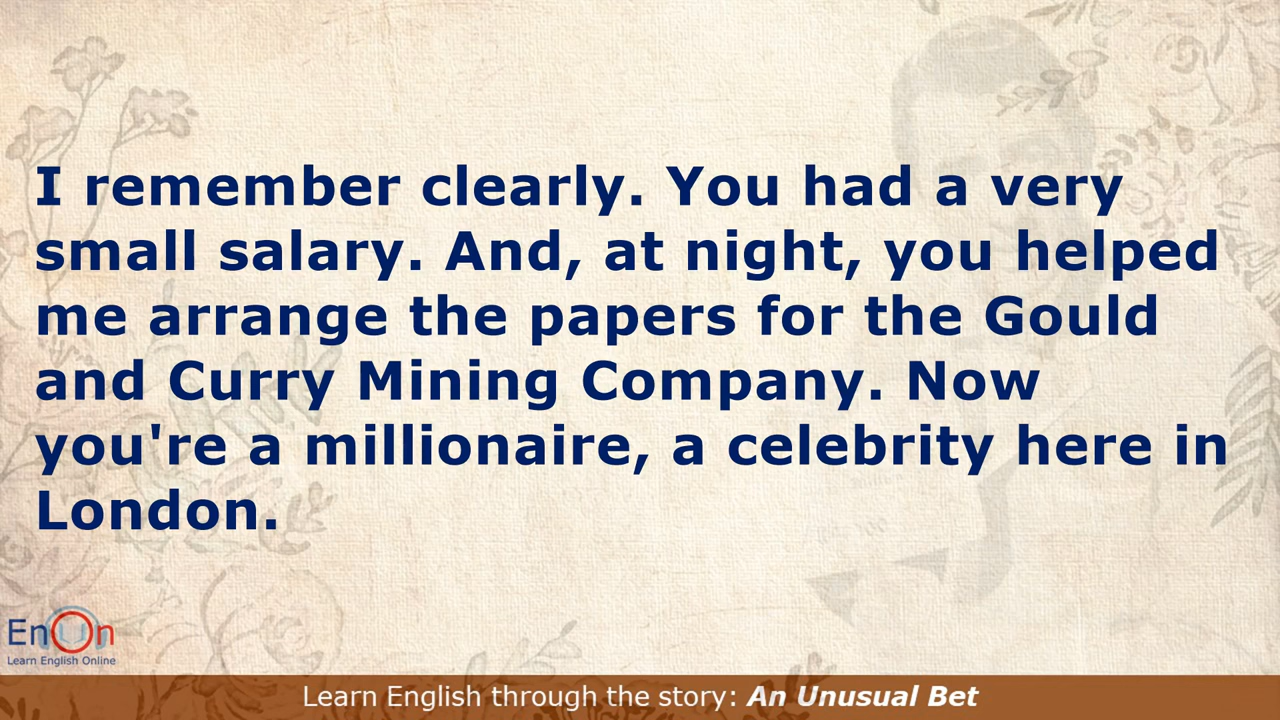 I remember clearly. You had a very
small salary. And, at night, you helped
me arrange the papers for the Gould
and Curry Mining Company. Now
you're a millionaire, a celebrity here in
London.
EnOn
Learn English Online
Learn English through the story: An Unusual Bet